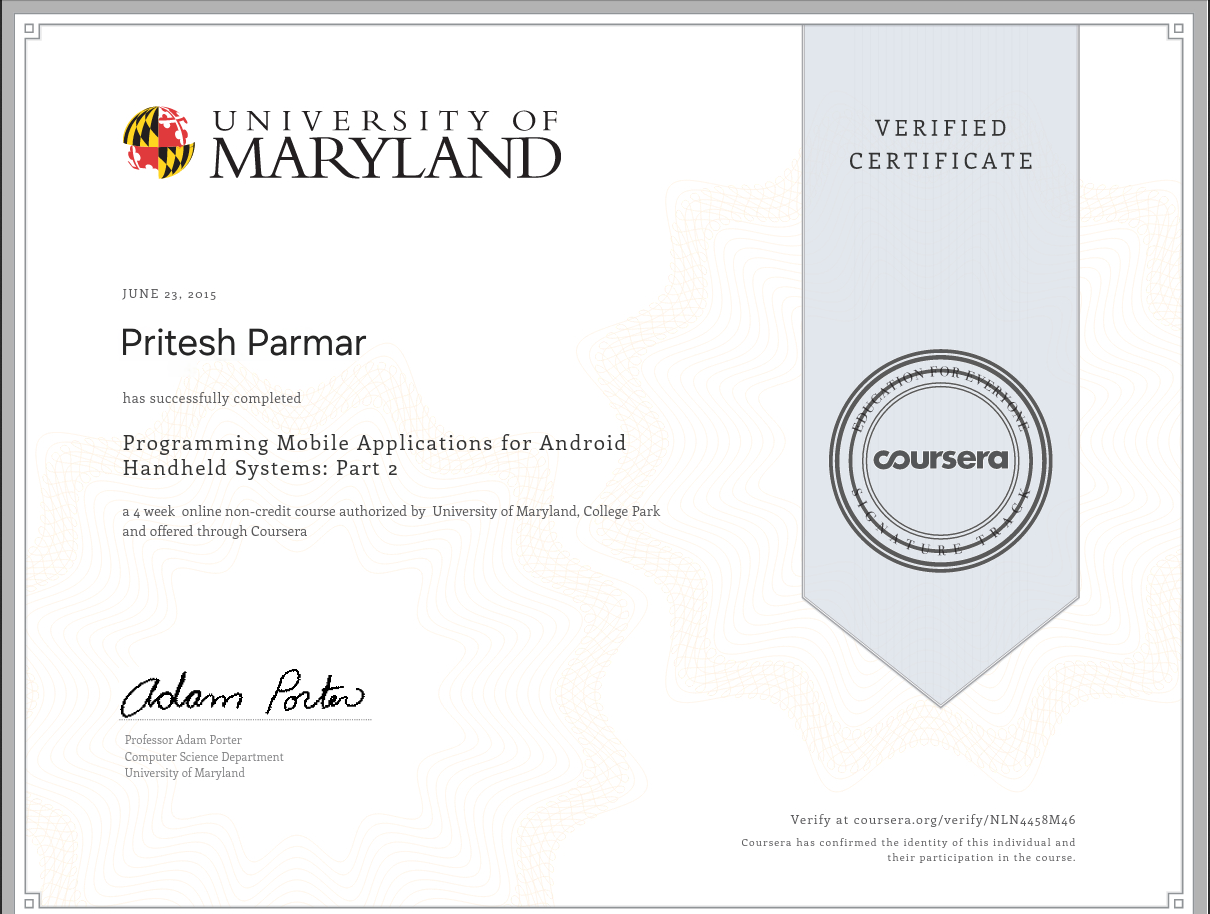 UNIVERSITY OF
MARYLAND
VERIFIED
CERTIFICATE
JUNE 23, 2015
Pritesh Parmar
has successfully completed
Programming Mobile Applications for Android
Handheld Systems: Part 2
a 4 week online non-credit course authorized by University of Maryland, College Park
and offered through Coursera
EDUCATION FOR EVERYONE
coursera
SIGNATURE TRACK
Adam Porter
Professor Adam Porter
Computer Science Department
University of Maryland
Verify at coursera.org/verify/NLN4458M46
Coursera has confirmed the identity of this individual and
their participation in the course.